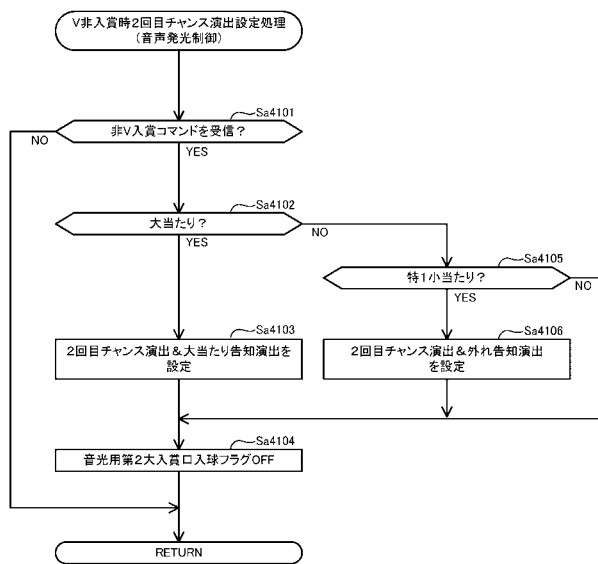 V非入賞時2回目チャンス演出設定処理
(音声発光制御)
Sa4101
非V入賞コマンドを受信?
NO
YES
Sa4102
大当たり?
NO
YES
Sa4105
特1小当たり?
NO
YES
Sa4103
2回目チャンス演出&大当たり告知演出を
設定
Sa4106
2回目チャンス演出&外れ告知演出
を設定
Sa4104
音光用第2大入賞口入球フラグOFF
RETURN